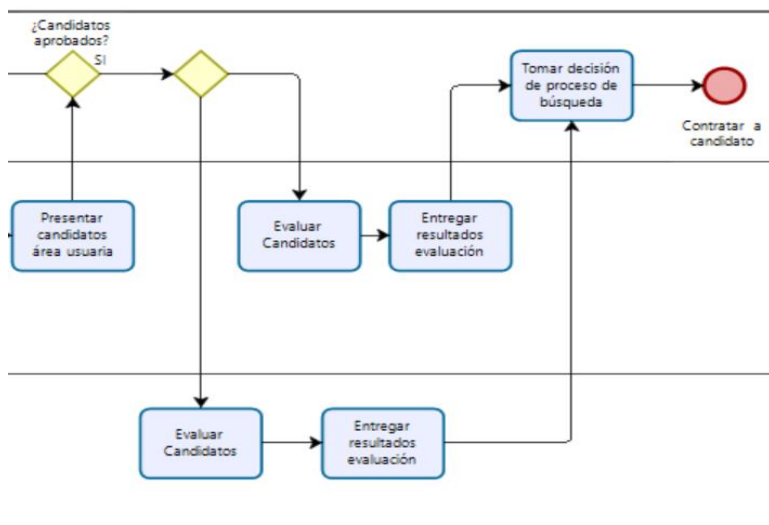 ¿Candidatos
aprobados?
SI
Tomar decisión
de proceso de
búsqueda
Contratar a
candidato
Presentar
candidatos
área usuaria
Evaluar
Candidatos
Entregar
resultados
evaluación
Evaluar
Candidatos
Entregar
resultados
evaluación